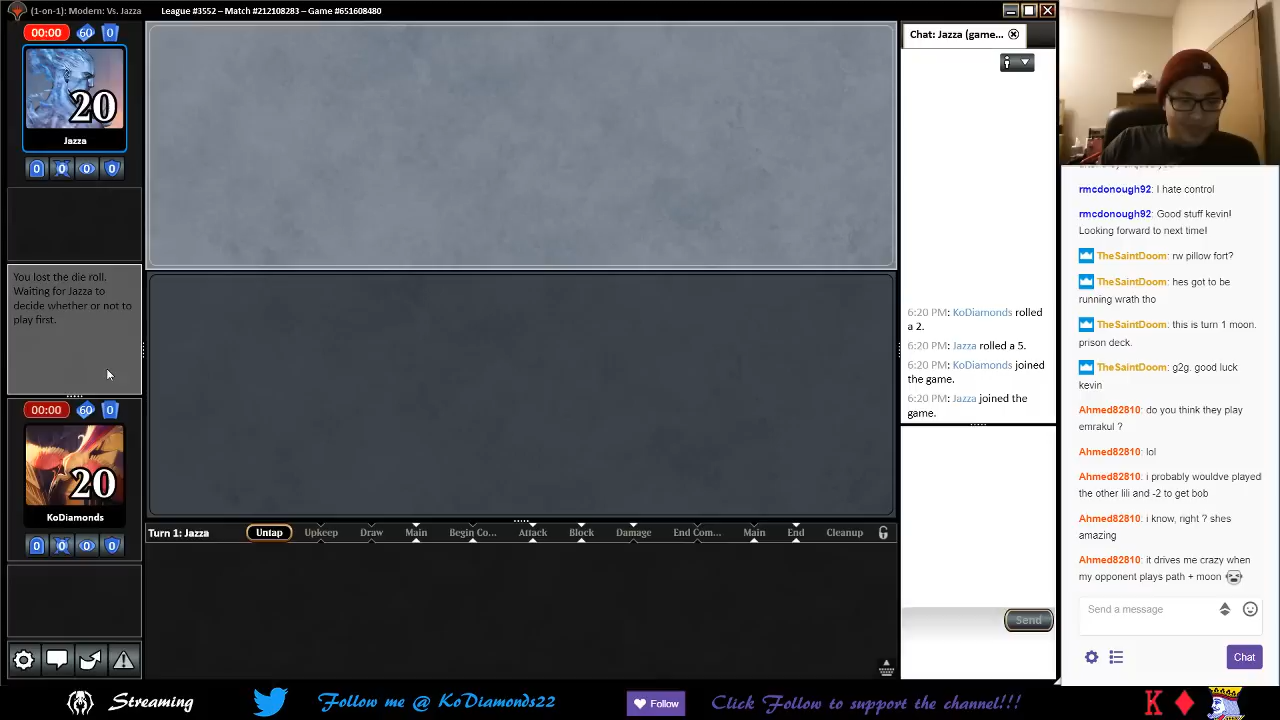 (1-on-1): Modern: Vs. Jazza
League #3552 – Match #212108283 – Game #651608480
00:00 60 0
20
Jazza
0 0 0 0
You lost the die roll.
Waiting for Jazza to
decide whether or not to
play first.
00:00 60 0
20
KoDiamonds
0 0 0 0
Turn 1: Jazza
Untap
Upkeep
Draw
Main
Begin Co...
Attack
Block
Damage
End Com...
Main
End
Cleanup
Chat: Jazza (game...
6:20 PM: KoDiamonds rolled
a 2.
6:20 PM: Jazza rolled a 5.
6:20 PM: KoDiamonds joined
the game.
6:20 PM: Jazza joined the
game.
Send
rmcdonough92: I hate control
rmcdonough92: Good stuff kevin!
Looking forward to next time!
TheSaintDoom: rw pillow fort?
TheSaintDoom: hes got to be
running wrath tho
TheSaintDoom: this is turn 1 moon.
prison deck.
TheSaintDoom: g2g. good luck
kevin
Ahmed82810: do you think they play
emrakul ?
Ahmed82810: lol
Ahmed82810: i probably wouldve played
the other lili and -2 to get bob
Ahmed82810: i know, right ? shes
amazing
Ahmed82810: it drives me crazy when
my opponent plays path + moon
Send a message
Chat
Streaming
Follow me @ KoDiamonds22
Follow
Click Follow to support the channel!!!
K